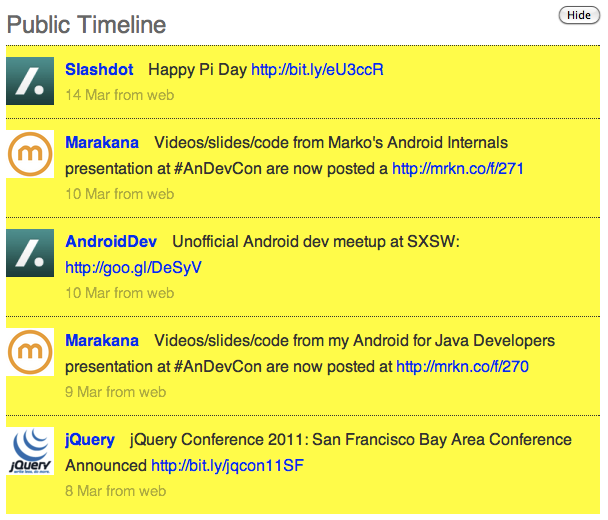 Public Timeline
Hide
Slashdot Happy Pi Day http://bit.ly/eU3ccR
14 Mar from web
Marakana Videos/slides/code from Marko's Android Internals
presentation at #AnDevCon are now posted a http://mrkn.co/f/271
10 Mar from web
AndroidDev Unofficial Android dev meetup at SXSW:
http://goo.gl/DeSyV
10 Mar from web
Marakana Videos/slides/code from my Android for Java Developers
presentation at #AnDevCon are now posted at http://mrkn.co/f/270
9 Mar from web
jQuery
jQuery jQuery Conference 2011: San Francisco Bay Area Conference
Announced http://bit.ly/jqcon11SF
8 Mar from web